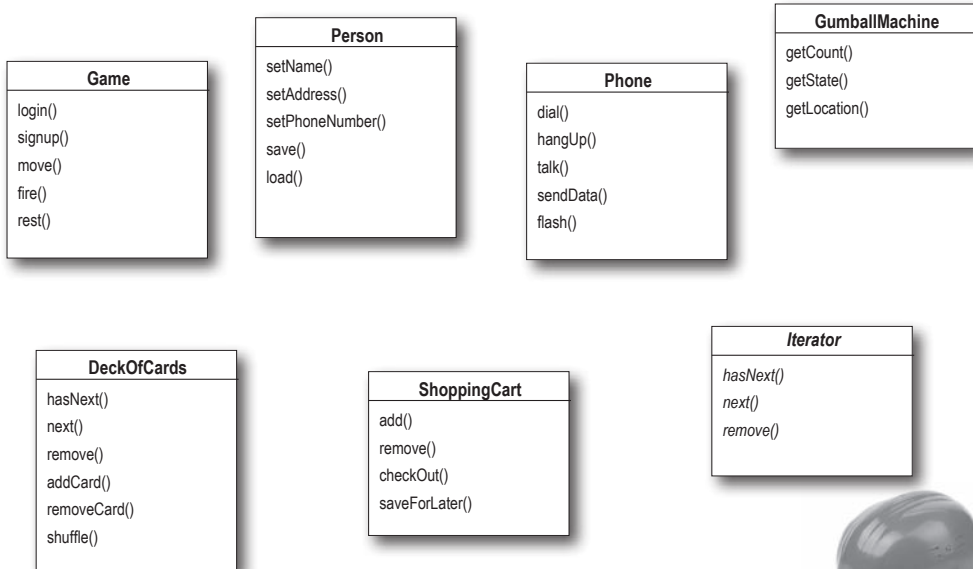 Game
login()
signup()
move()
fire()
rest()
Person
setName()
setAddress()
setPhoneNumber()
save()
load()
Phone
dial()
hangUp()
talk()
sendData()
flash()
GumballMachine
getCount()
getState()
getLocation()
DeckOfCards
hasNext()
next()
remove()
addCard()
removeCard()
shuffle()
ShoppingCart
add()
remove()
checkOut()
saveForLater()
Iterator
hasNext()
next()
remove()